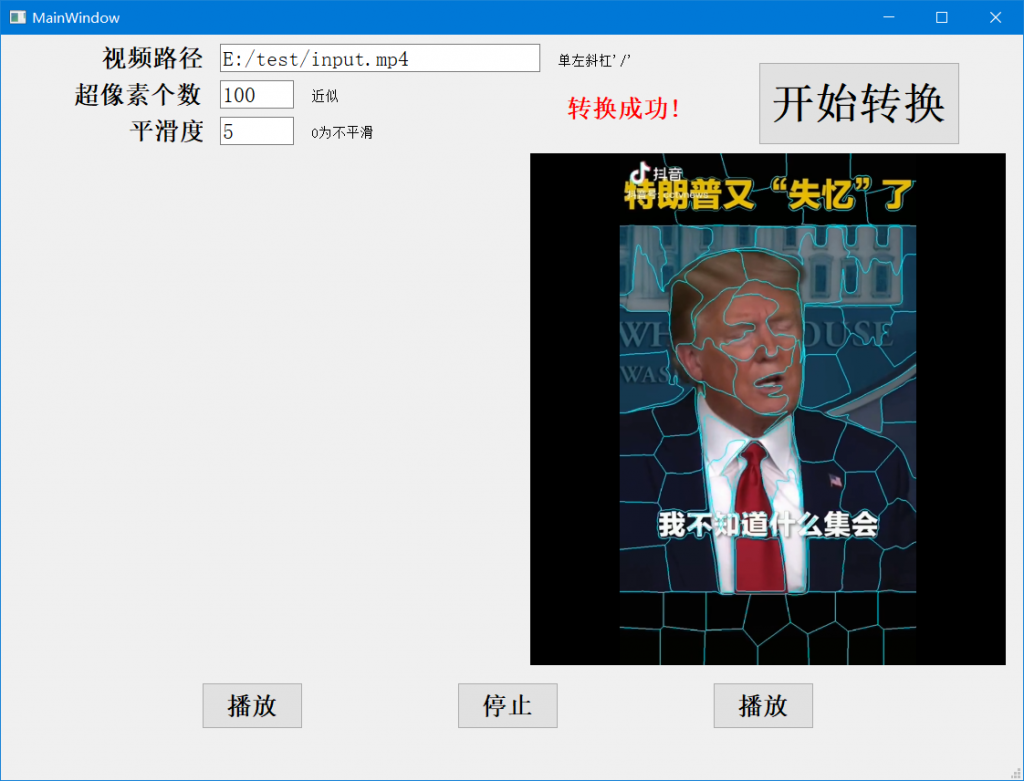 MainWindow
视频路径 E:/test/input.mp4 单左斜杠'/'
超像素个数 100 近似
平滑度 5 0为不平滑
转换成功！
开始转换
抖音
特朗普又“失忆”了
我不知道什么集会
播放 停止 播放